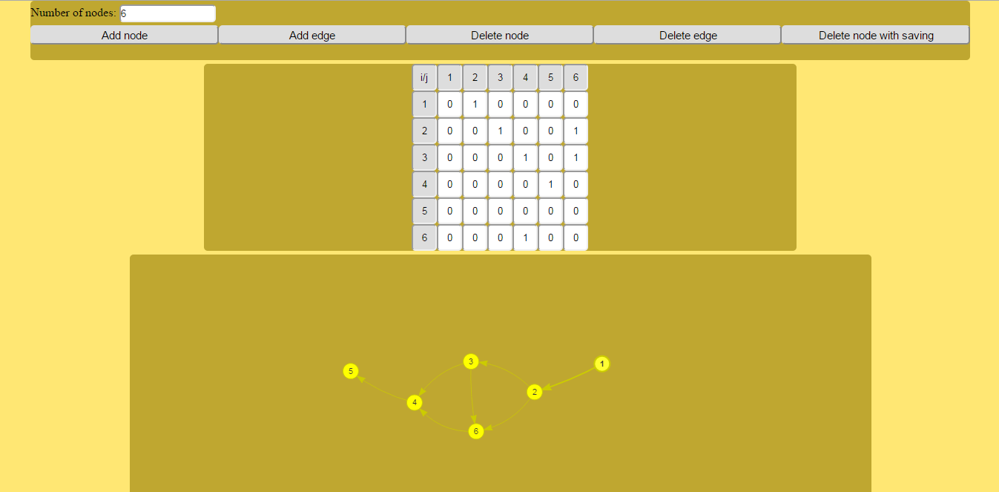 Number of nodes: 6
Add node Add edge Delete node Delete edge Delete node with saving
i/j 1 2 3 4 5 6
1 0 1 0 0 0 0
2 0 0 1 0 0 1
3 0 0 0 1 0 1
4 0 0 0 0 1 0
5 0 0 0 0 0 0
6 0 0 0 1 0 0
3
1
5
2
4
6